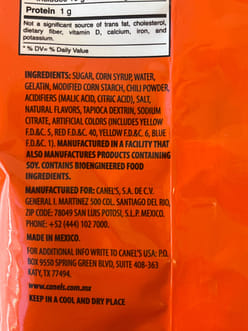 Protein 1 g
Not a significant source of trans fat, cholesterol,
dietary fiber, vitamin D, calcium, iron, and
potassium.
* % DV= % Daily Value
INGREDIENTS: SUGAR, CORN SYRUP, WATER,
GELATIN, MODIFIED CORN STARCH, CHILI POWDER,
ACIDIFIERS (MALIC ACID, CITRIC ACID), SALT,
NATURAL FLAVORS, TAPIOCA DEXTRIN, SODIUM
CITRATE, ARTIFICIAL COLORS (INCLUDES YELLOW
F.D.&C. 5, RED F.D.&C. 40, YELLOW F.D.&C. 6, BLUE
F.D.&C. 1). MANUFACTURED IN A FACILITY THAT
ALSO MANUFACTURES PRODUCTS CONTAINING
SOY. CONTAINS BIOENGINEERED FOOD
INGREDIENTS.
MANUFACTURED FOR: CANEL'S, S.A. DE C.V.
GENERAL I. MARTINEZ 500 COL. SANTIAGO DEL RIO,
ZIP CODE: 78049 SAN LUIS POTOSI, S.L.P. MEXICO.
PHONE: +52 (444) 102 7000.
MADE IN MEXICO.
FOR ADDITIONAL INFO WRITE TO CANEL'S USA: P.O.
BOX 9550 SPRING GREEN BLVD, SUITE 408-363
KATY, TX 77494.
www.canels.com.mx
KEEP IN A COOL AND DRY PLACE